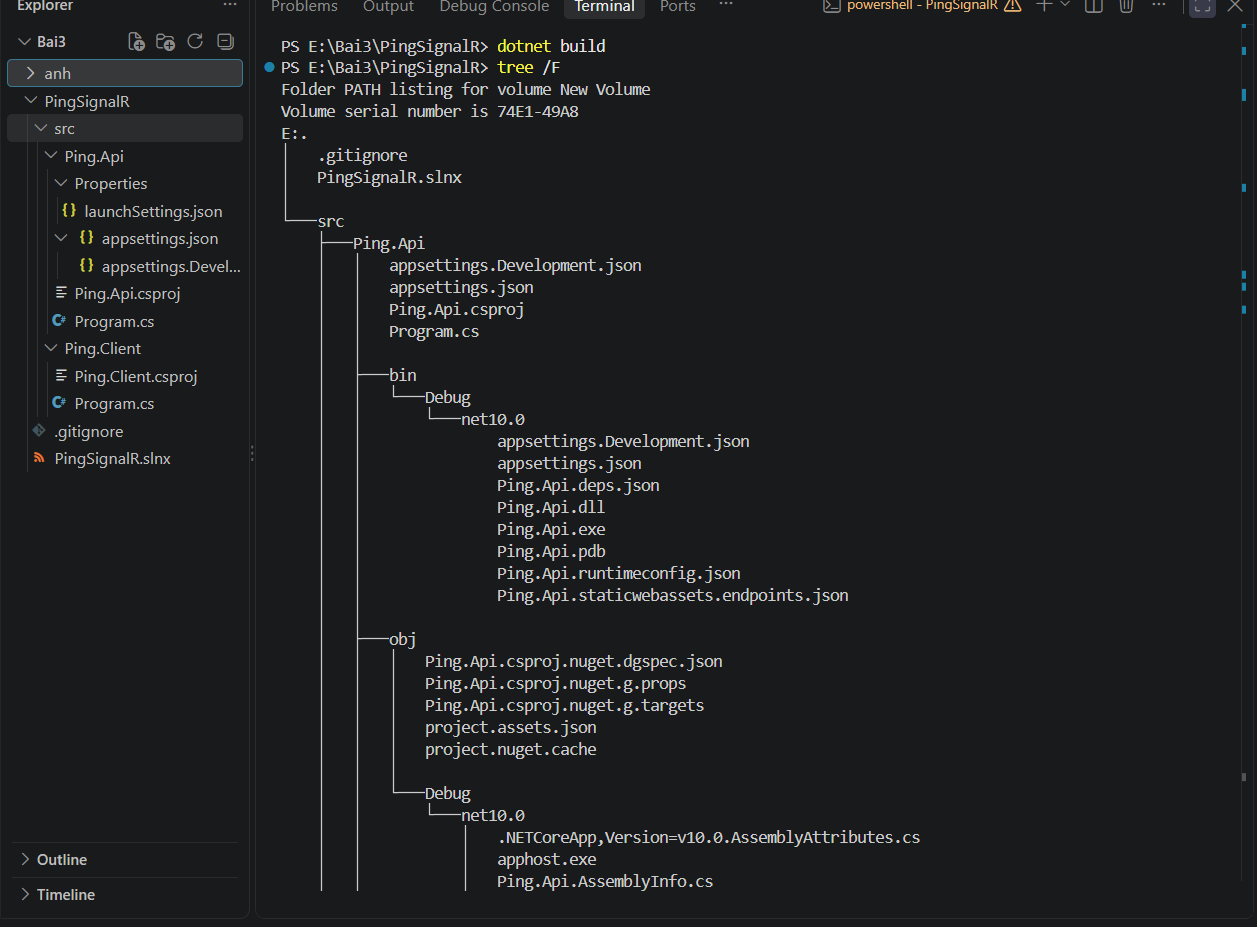 Explorer
Problems Output Debug Console Terminal Ports powershell - PingSignalR
Bai3
anh
PingSignalR
src
Ping.Api
Properties
launchSettings.json
appsettings.json
appsettings.Devel...
Ping.Api.csproj
Program.cs
Ping.Client
Ping.Client.csproj
Program.cs
.gitignore
PingSignalR.slnx
Outline
Timeline
PS E:\Bai3\PingSignalR> dotnet build
PS E:\Bai3\PingSignalR> tree /F
Folder PATH listing for volume New Volume
Volume serial number is 74E1-49A8
E:.
.gitignore
PingSignalR.slnx
src
Ping.Api
appsettings.Development.json
appsettings.json
Ping.Api.csproj
Program.cs
bin
Debug
net10.0
appsettings.Development.json
appsettings.json
Ping.Api.deps.json
Ping.Api.dll
Ping.Api.exe
Ping.Api.pdb
Ping.Api.runtimeconfig.json
Ping.Api.staticwebassets.endpoints.json
obj
Ping.Api.csproj.nuget.dgspec.json
Ping.Api.csproj.nuget.g.props
Ping.Api.csproj.nuget.g.targets
project.assets.json
project.nuget.cache
Debug
net10.0
.NETCoreApp,Version=v10.0.AssemblyAttributes.cs
apphost.exe
Ping.Api.AssemblyInfo.cs